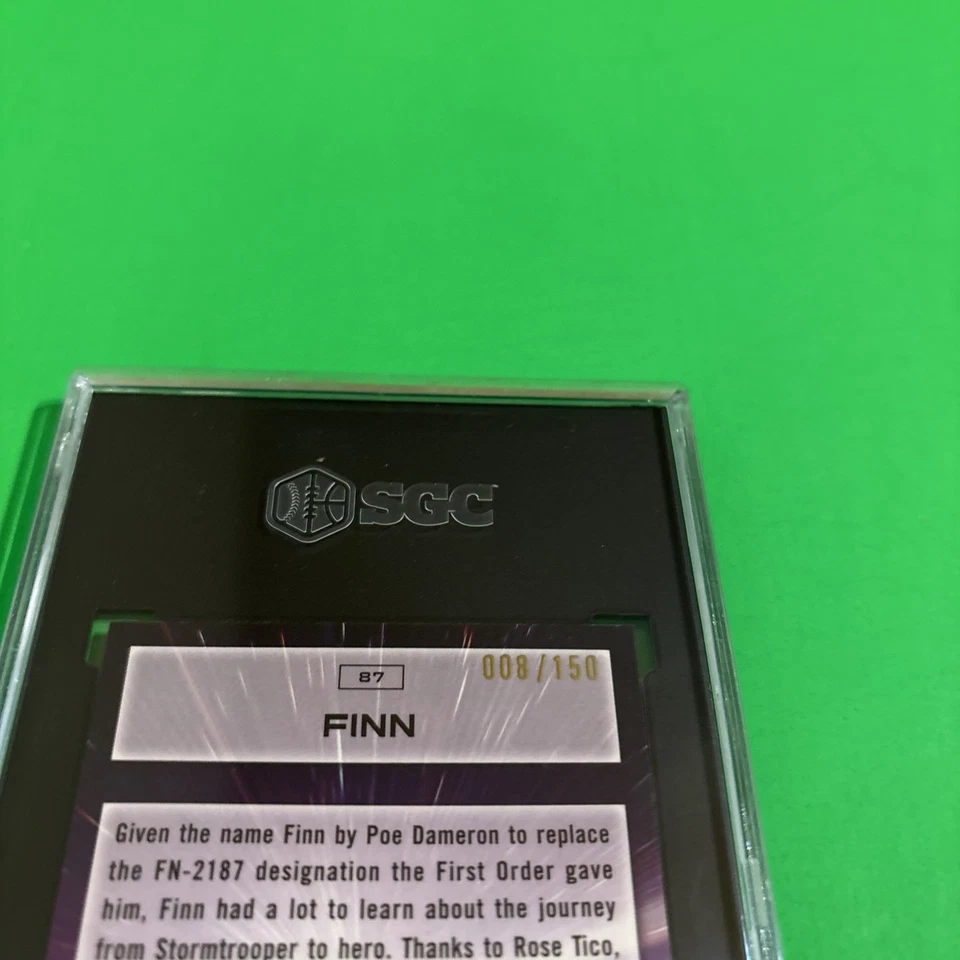 SGC
87
008/150
FINN
Given the name Finn by Poe Dameron to replace
the FN-2187 designation the First Order gave
him, Finn had a lot to learn about the journey
from Stormtrooper to hero. Thanks to Rose Tico,